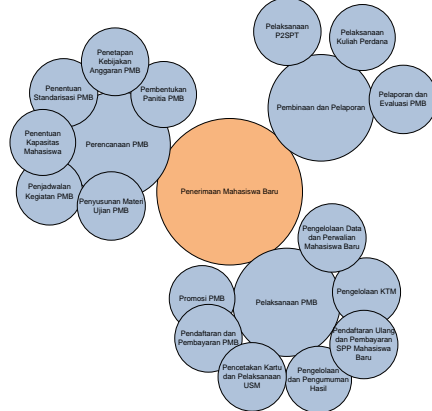 Pelaksanaan
P2SPT
Pelaksanaan
Kuliah Perdana
Penetapan
Kebijakan
Anggaran PMB
Penentuan
Standarisasi PMB
Pembentukan
Panitia PMB
Pembinaan dan Pelaporan
Pelaporan dan
Evaluasi PMB
Penentuan
Kapasitas
Mahasiswa
Perencanaan PMB
Penjadwalan
Kegiatan PMB
Penyusunan Materi
Ujian PMB
Penerimaan Mahasiswa Baru
Pengelolaan Data
dan Perwalian
Mahasiswa Baru
Promosi PMB
Pelaksanaan PMB
Pengelolaan KTM
Pendaftaran dan
Pembayaran PMB
Pendaftaran Ulang
dan Pembayaran
SPP Mahasiswa
Baru
Pencetakan Kartu
dan Pelaksanaan
USM
Pengelolaan
dan Pengumuman
Hasil